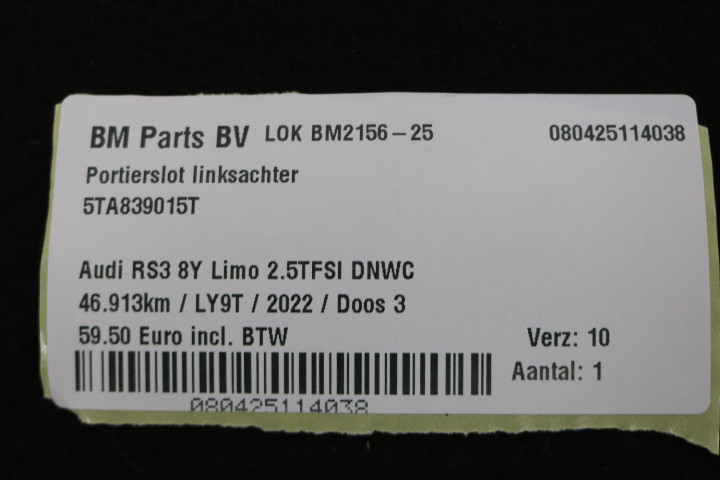 BM Parts BV LOK BM2156-25 080425114038
Portierslot linksachter
5TA839015T
Audi RS3 8Y Limo 2.5TFSI DNWC
46.913km / LY9T / 2022 / Doos 3
59.50 Euro incl. BTW Verz: 10
Aantal: 1
080425114038